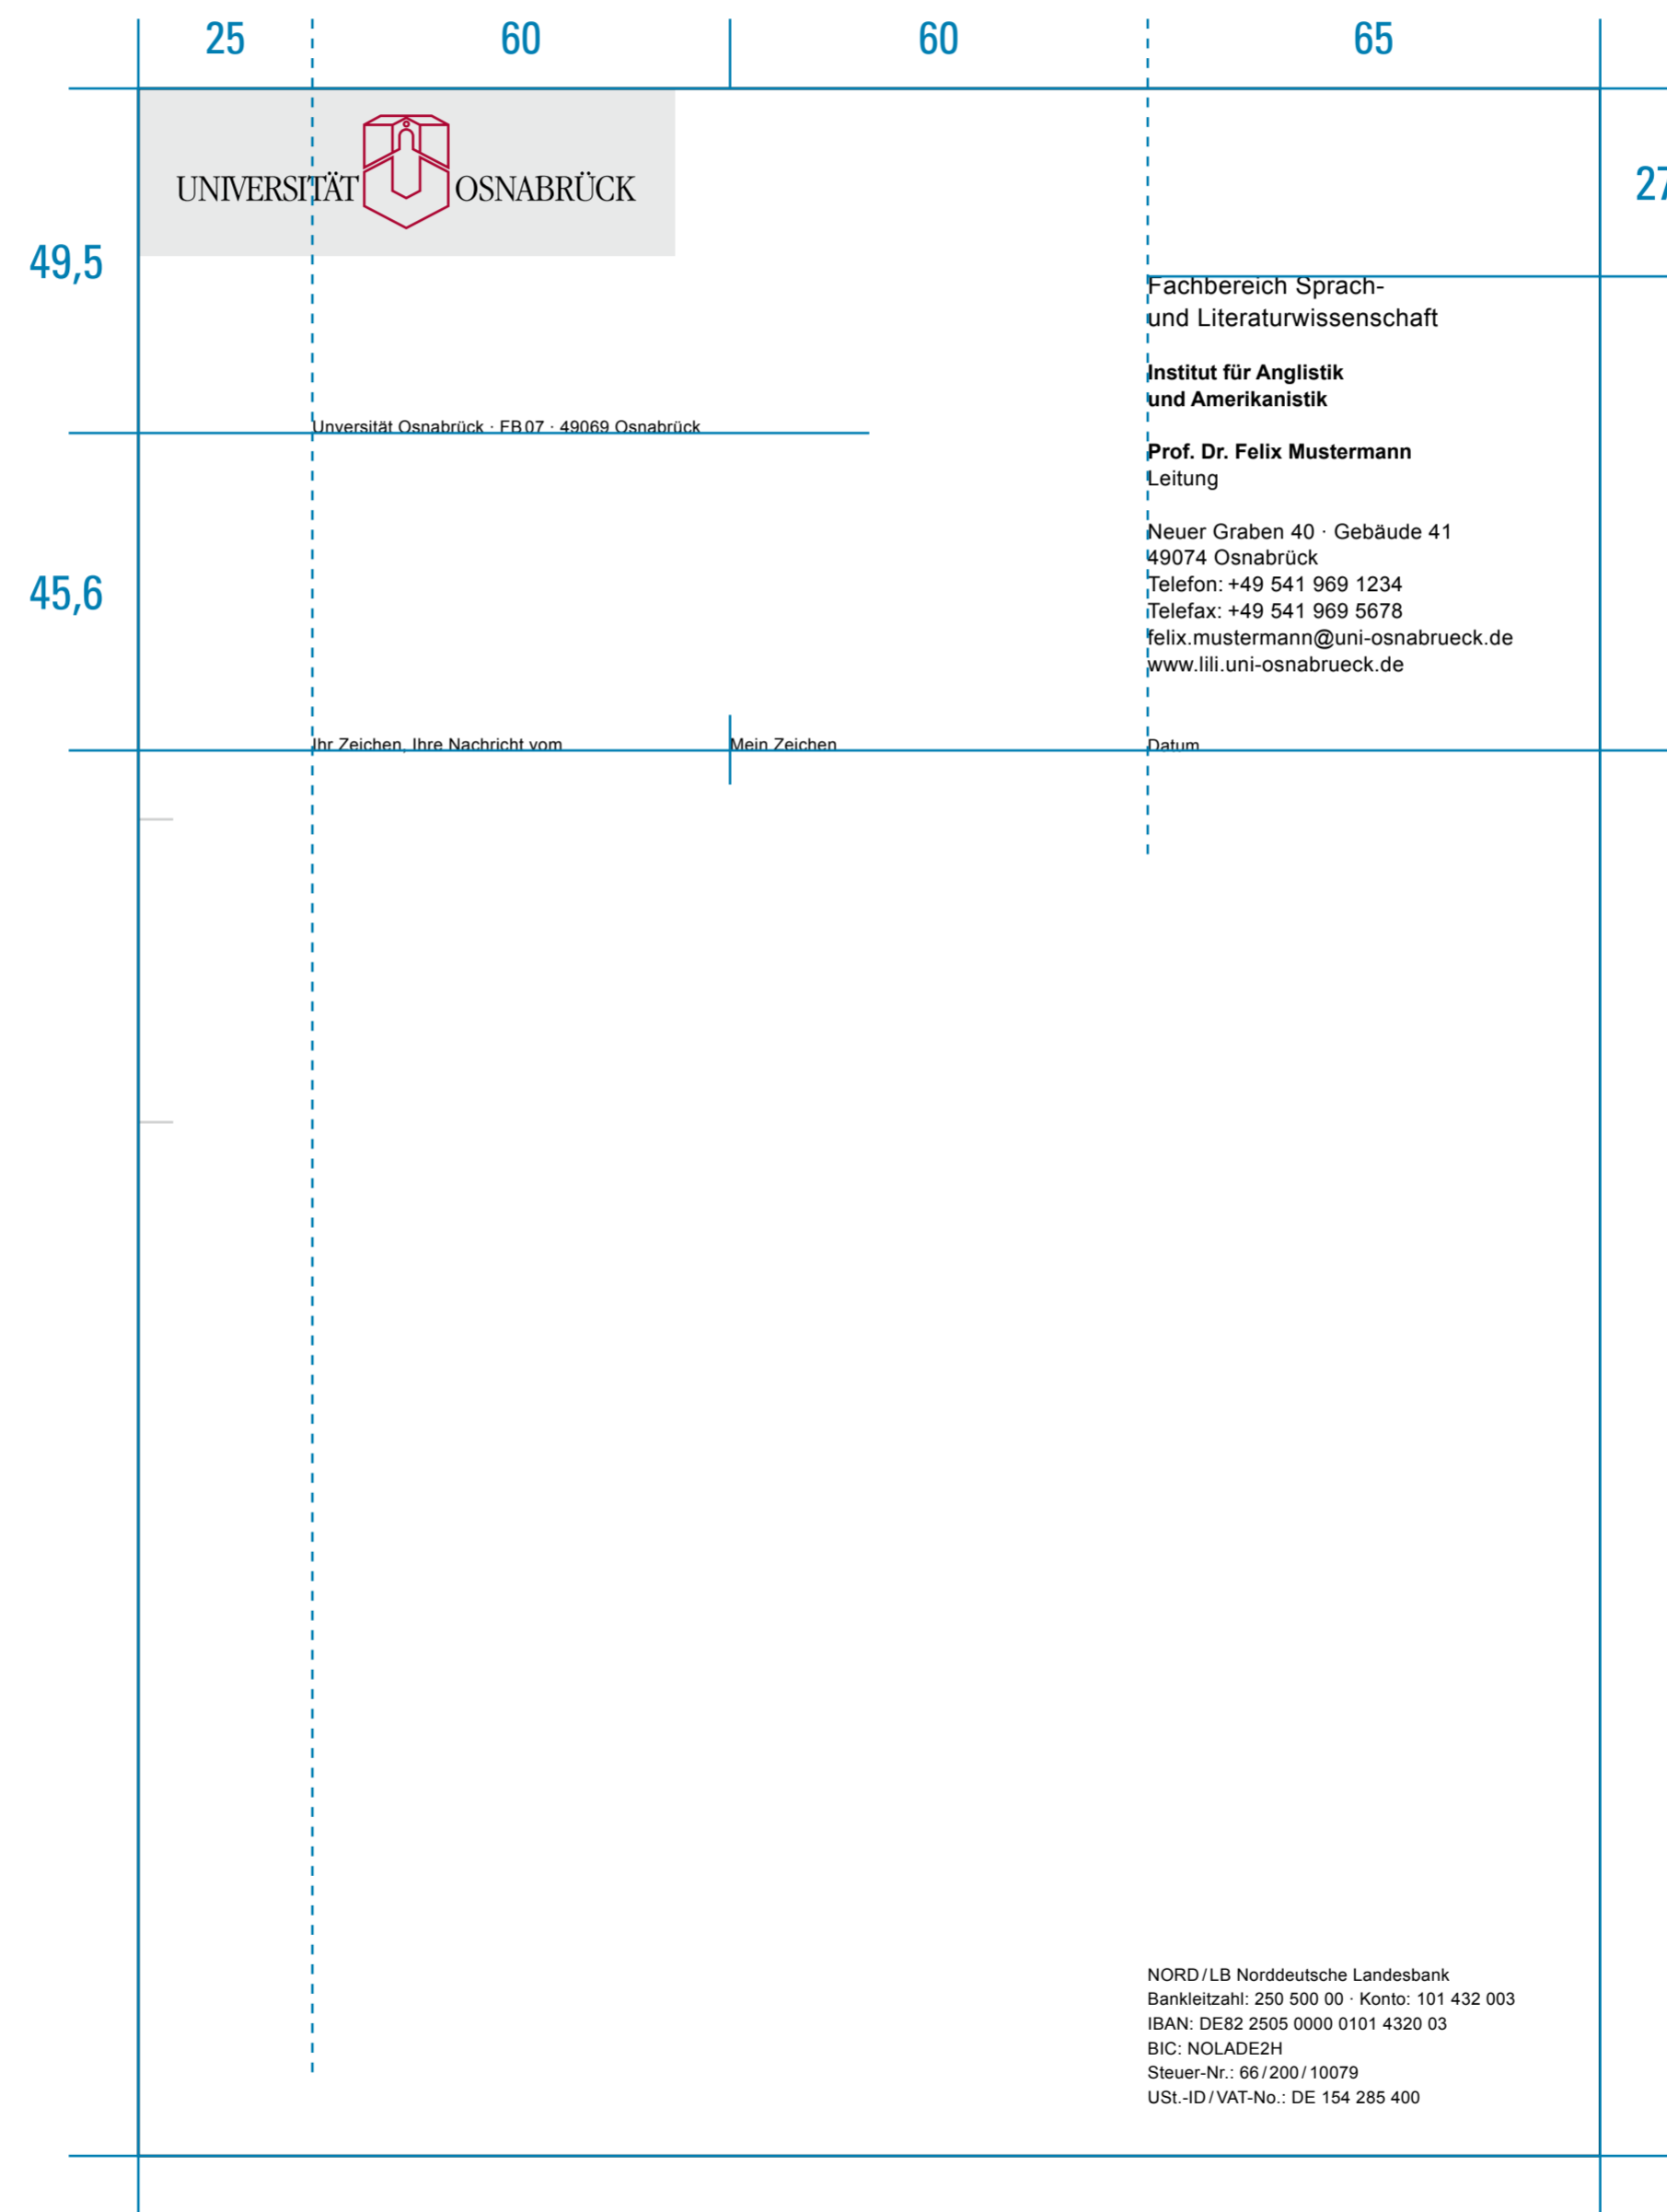 25 60 60 65
UNIVERSITÄT OSNABRÜCK
27
49,5
Fachbereich Sprach-
und Literaturwissenschaft
Institut für Anglistik
und Amerikanistik
Unversität Osnabrück · FB 07 · 49069 Osnabrück
Prof. Dr. Felix Mustermann
Leitung
Neuer Graben 40 · Gebäude 41
49074 Osnabrück
Telefon: +49 541 969 1234
45,6
Telefax: +49 541 969 5678
felix.mustermann@uni-osnabrueck.de
www.lili.uni-osnabrueck.de
Ihr Zeichen, Ihre Nachricht vom Mein Zeichen Datum
NORD/LB Norddeutsche Landesbank
Bankleitzahl: 250 500 00 · Konto: 101 432 003
IBAN: DE82 2505 0000 0101 4320 03
BIC: NOLADE2H
Steuer-Nr.: 66/200/10079
USt.-ID/VAT-No.: DE 154 285 400